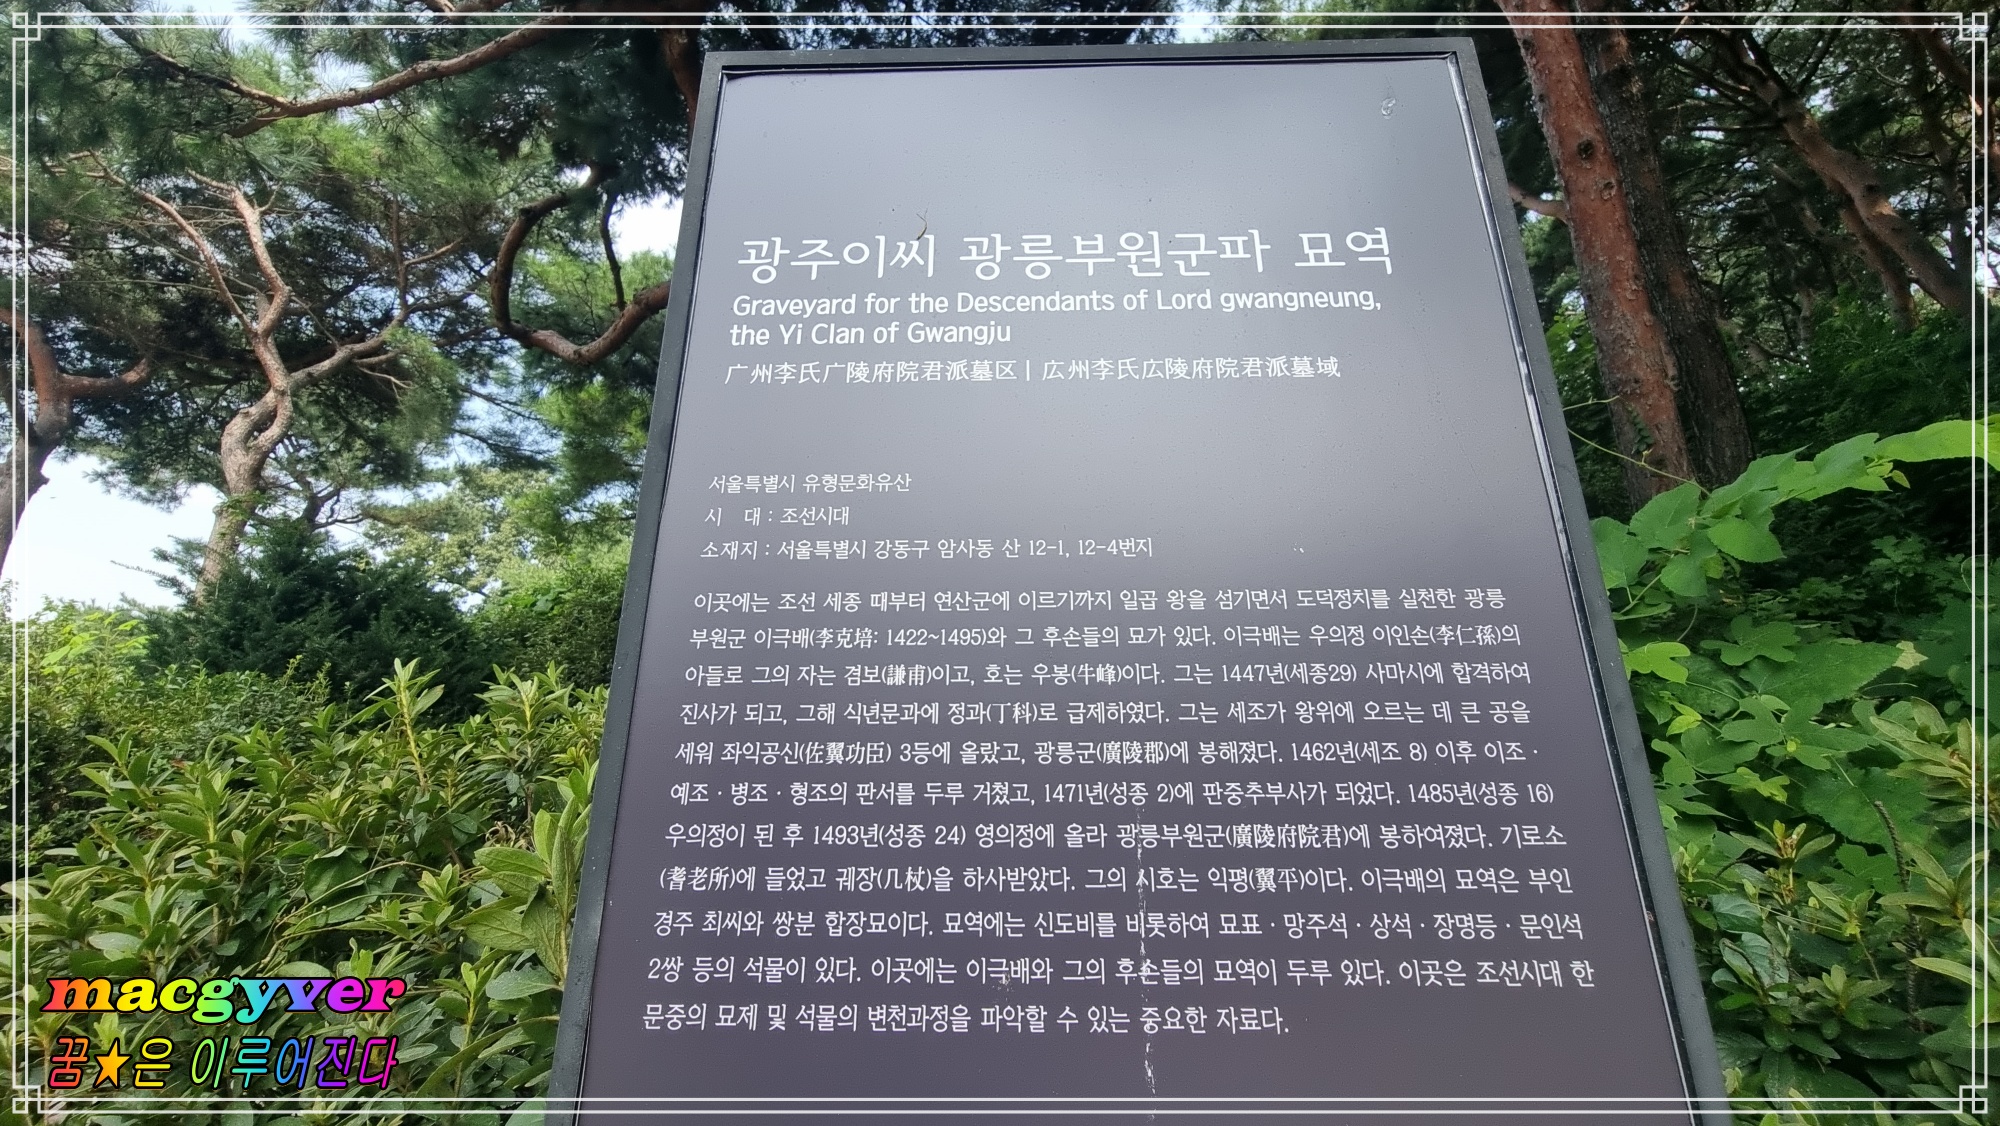 광주이씨 광릉부원군파 묘역
Graveyard for the Descendants of Lord gwangneung,
the Yi Clan of Gwangju
广州李氏广陵府院君派墓区 | 広州李氏広陵府院君派墓域
서울특별시 유형문화유산
시 대 : 조선시대
소재지 : 서울특별시 강동구 암사동 산 12-1, 12-4번지
이곳에는 조선 세종 때부터 연산군에 이르기까지 일곱 왕을 섬기면서 도덕정치를 실천한 광릉
부원군 이극배(李克培: 1422~1495)와 그 후손들의 묘가 있다. 이극배는 우의정 이인손(李仁孫)의
아들로 그의 자는 겸보(謙甫)이고, 호는 우봉(牛峰)이다. 그는 1447년(세종29) 사마시에 합격하여
진사가 되고, 그해 식년문과에 정과(丁科)로 급제하였다. 그는 세조가 왕위에 오르는 데 큰 공을
세워 좌익공신(佐翼功臣) 3등에 올랐고, 광릉군(廣陵郡)에 봉해졌다. 1462년(세조 8) 이후 이조 ·
예조 · 병조 · 형조의 판서를 두루 거쳤고, 1471년(성종 2)에 판중추부사가 되었다. 1485년(성종 16)
우의정이 된 후 1493년(성종 24) 영의정에 올라 광릉부원군(廣陵府院君)에 봉하여졌다. 기로소
(耆老所)에 들었고 궤장(几杖)을 하사받았다. 그의 시호는 익평(翼平)이다. 이극배의 묘역은 부인
경주 최씨와 쌍분 합장묘이다. 묘역에는 신도비를 비롯하여 묘표 · 망주석 · 상석 · 장명등 · 문인석
2쌍 등의 석물이 있다. 이곳에는 이극배와 그의 후손들의 묘역이 두루 있다. 이곳은 조선시대 한
문중의 묘제 및 석물의 변천과정을 파악할 수 있는 중요한 자료다.
macgyver
꿈★은 이루어진다